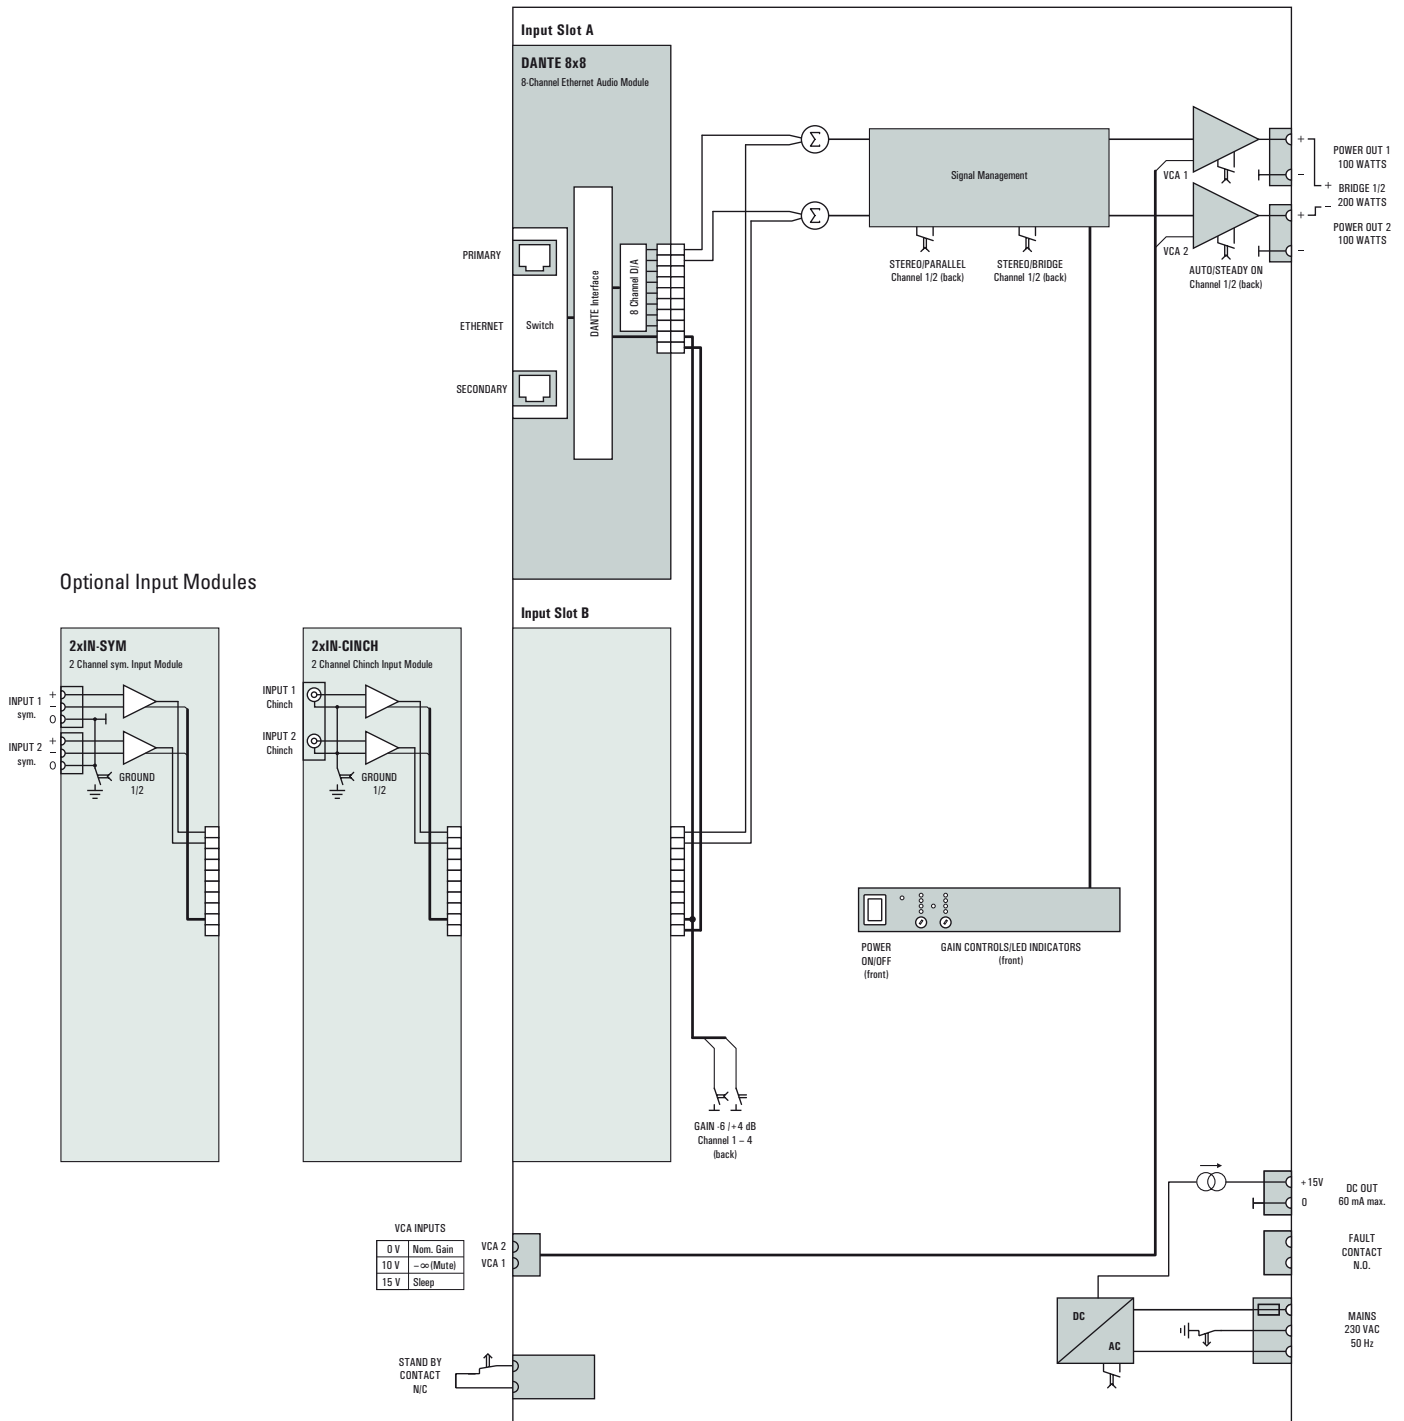 Input Slot A
DANTE 8x8
8-Channel Ethernet Audio Module
PRIMARY
ETHERNET
SECONDARY
Switch
DANTE Interface
8 Channel D/A
Σ
Σ
Signal Management
STEREO/PARALLEL
Channel 1/2 (back)
STEREO/BRIDGE
Channel 1/2 (back)
VCA 1
VCA 2
AUTO/STEADY ON
Channel 1/2 (back)
+
−
+
−
+
−
POWER OUT 1
100 WATTS
BRIDGE 1/2
200 WATTS
POWER OUT 2
100 WATTS
Optional Input Modules
2xIN-SYM
2 Channel sym. Input Module
INPUT 1
sym.
+
−
0
INPUT 2
sym.
+
−
0
GROUND
1/2
2xIN-CINCH
2 Channel Chinch Input Module
INPUT 1
Chinch
INPUT 2
Chinch
GROUND
1/2
Input Slot B
POWER
ON/OFF
(front)
GAIN CONTROLS/LED INDICATORS
(front)
GAIN -6 /+4 dB
Channel 1 – 4
(back)
VCA INPUTS
0 V Nom. Gain
10 V −∞(Mute)
15 V Sleep
VCA 2
VCA 1
STAND BY
CONTACT
N/C
+15V
0
DC OUT
60 mA max.
FAULT
CONTACT
N.O.
DC
AC
MAINS
230 VAC
50 Hz